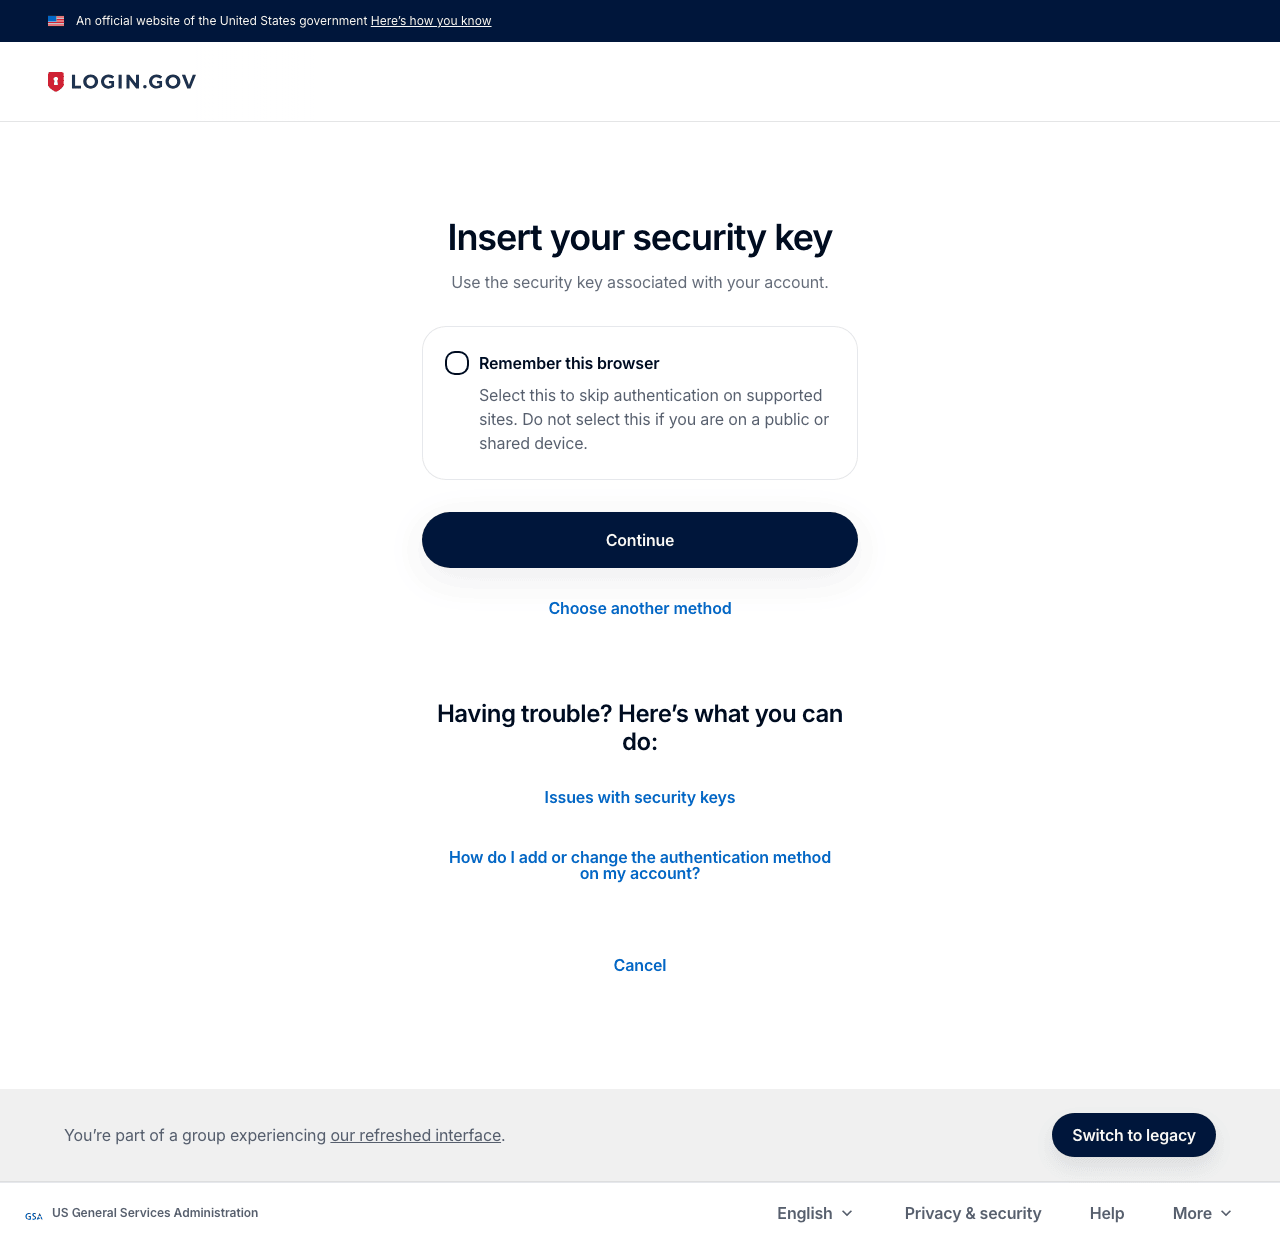 An official website of the United States government Here’s how you know
LOGIN.GOV
Insert your security key
Use the security key associated with your account.
Remember this browser
Select this to skip authentication on supported
sites. Do not select this if you are on a public or
shared device.
Continue
Choose another method
Having trouble? Here’s what you can
do:
Issues with security keys
How do I add or change the authentication method
on my account?
Cancel
You’re part of a group experiencing our refreshed interface.
Switch to legacy
GSA US General Services Administration
English
Privacy & security
Help
More